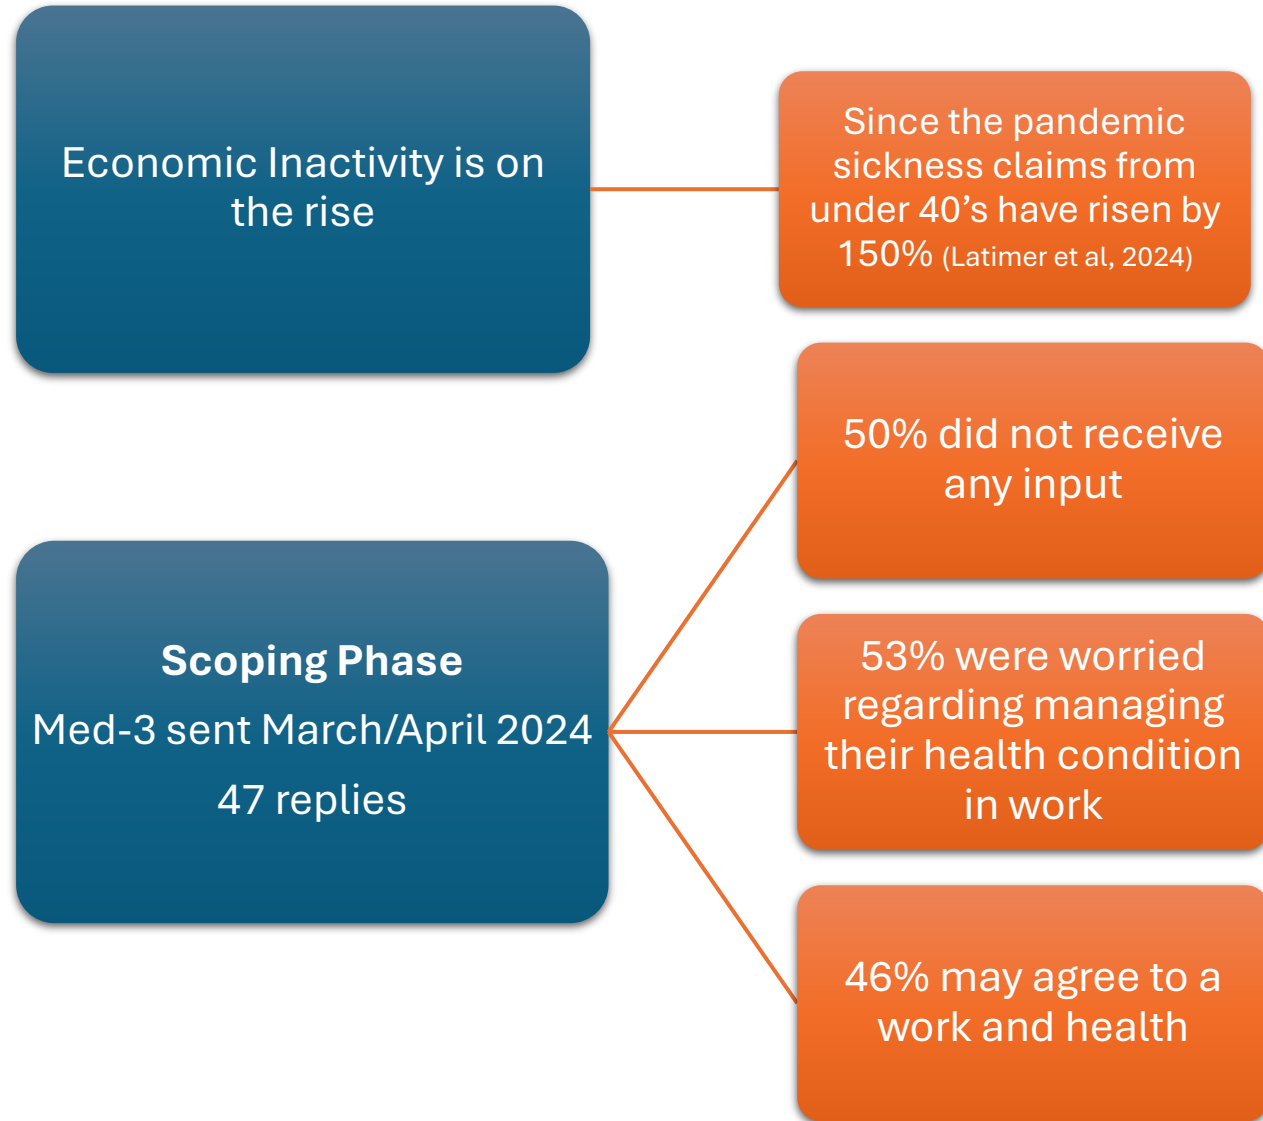 Economic Inactivity is on
the rise
Since the pandemic
sickness claims from
under 40’s have risen by
150% (Latimer et al, 2024)
Scoping Phase
Med-3 sent March/April 2024
47 replies
50% did not receive
any input
53% were worried
regarding managing
their health condition
in work
46% may agree to a
work and health